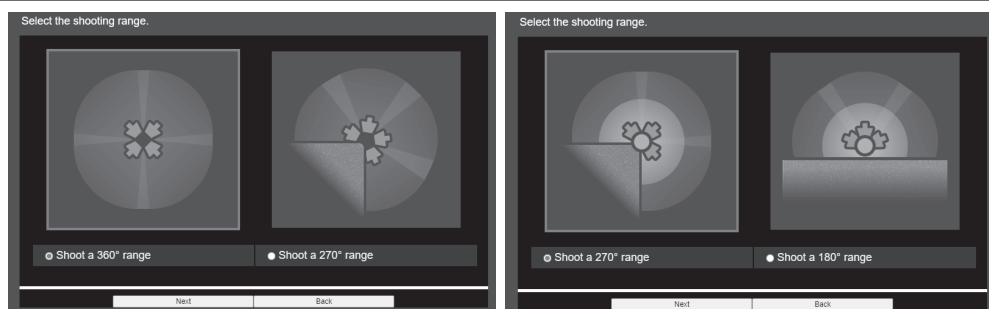 Select the shooting range.
Shoot a 360° range
Shoot a 270° range
Next
Back
Select the shooting range.
Shoot a 270° range
Shoot a 180° range
Next
Back